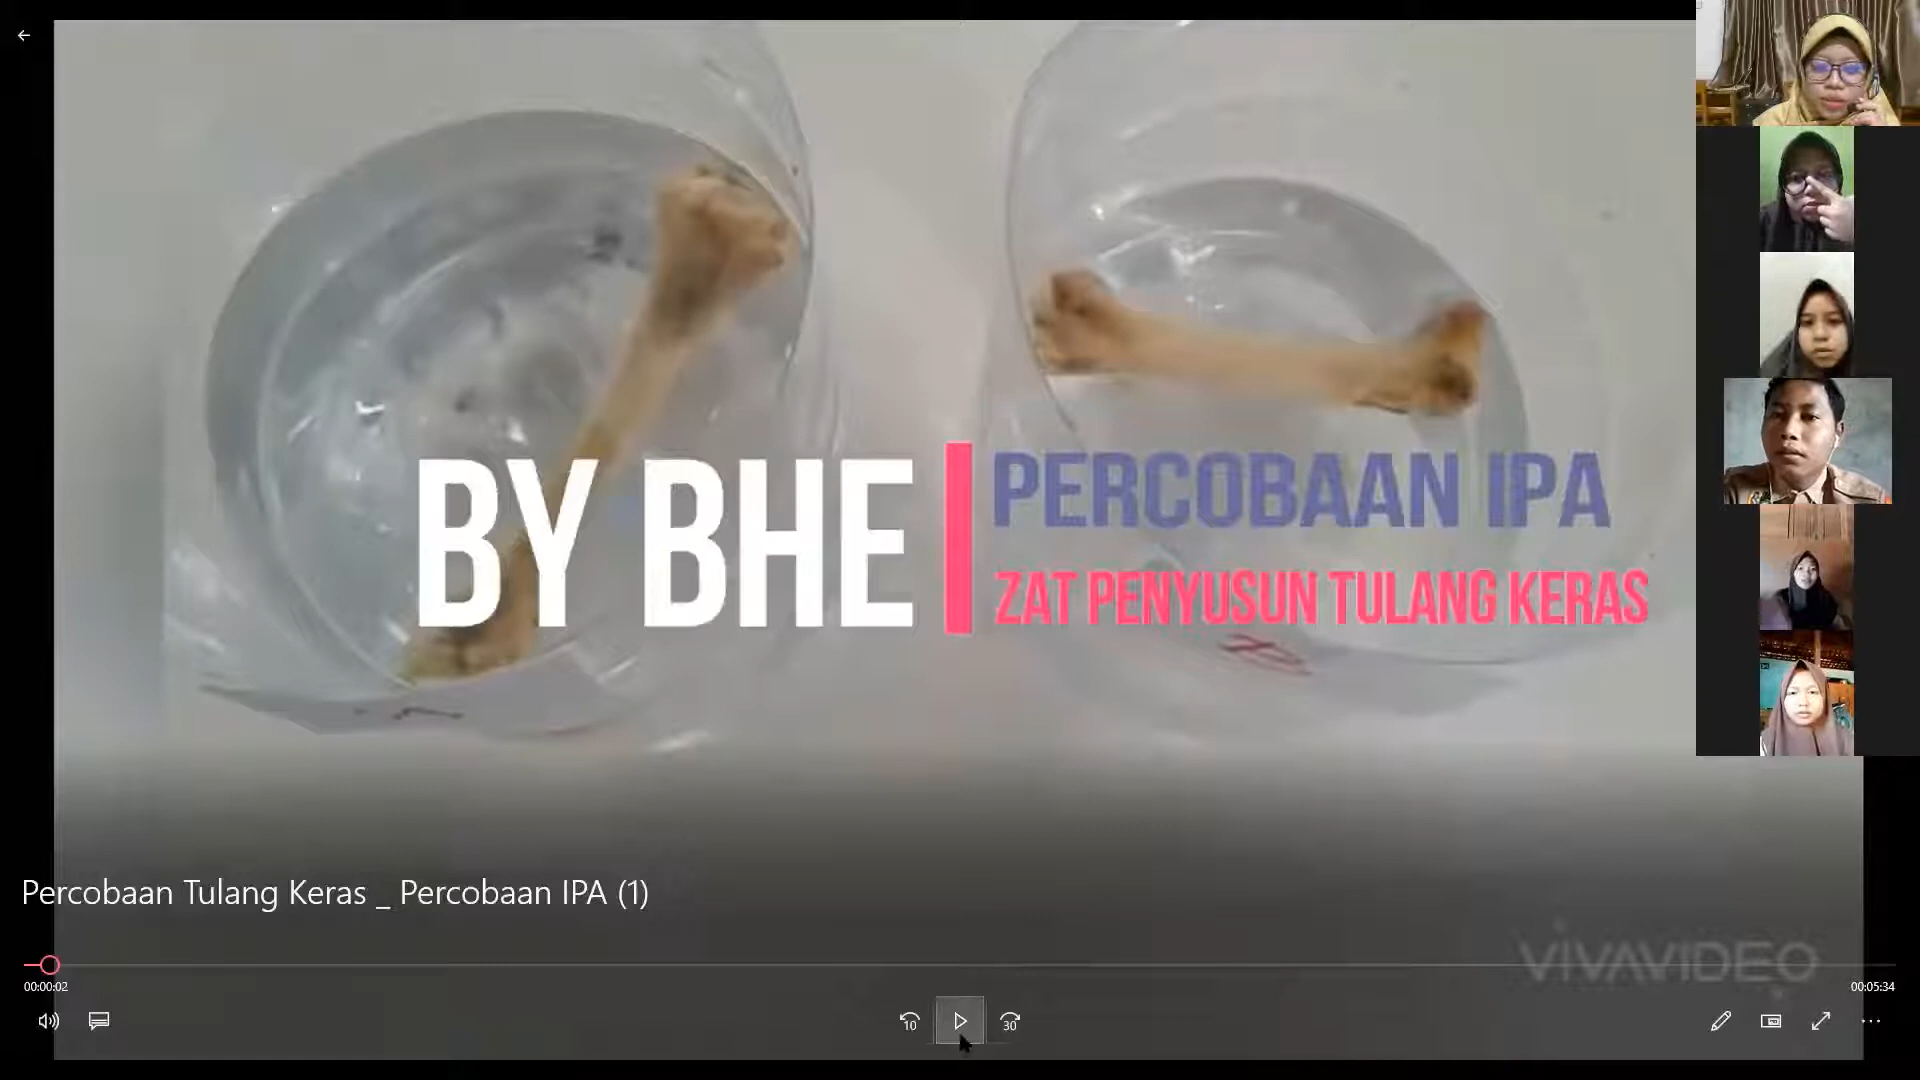 BY BHE
PERCOBAAN IPA
ZAT PENYUSUN TULANG KERAS
Percobaan Tulang Keras _ Percobaan IPA (1)
VIVAVIDEO
00:00:02
00:05:34
10
30